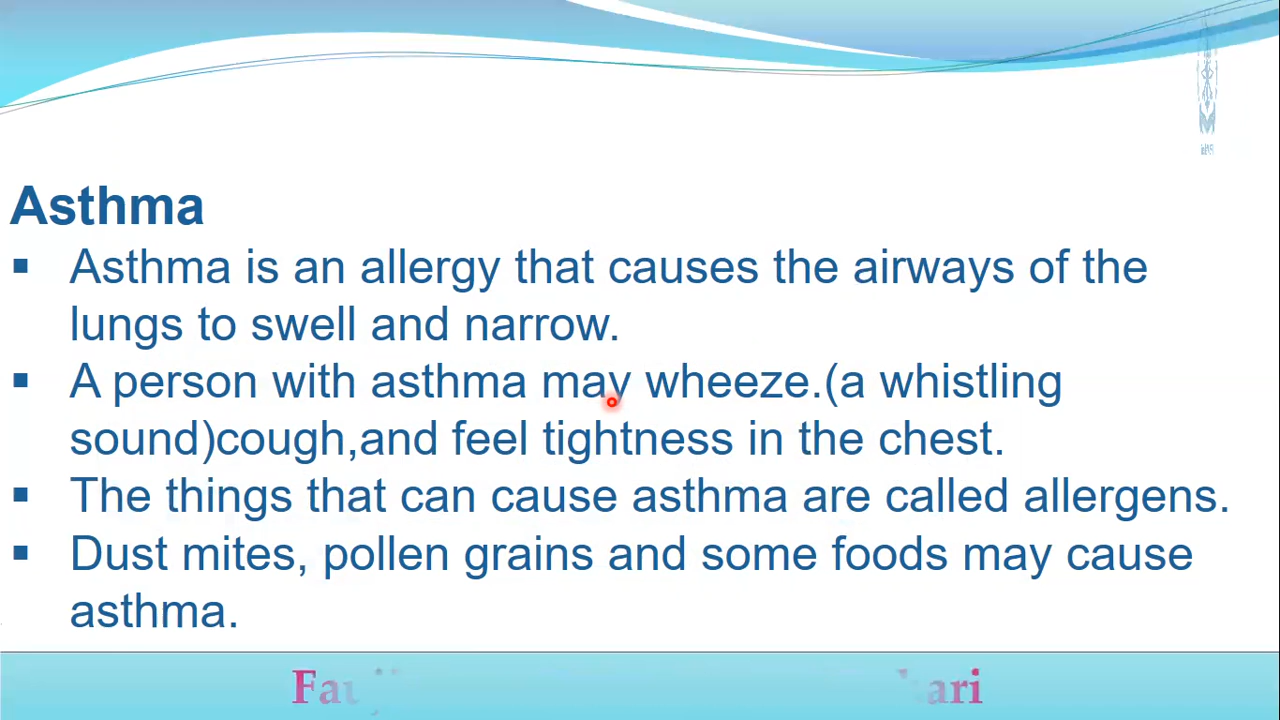 Asthma
▪ Asthma is an allergy that causes the airways of the
lungs to swell and narrow.
▪ A person with asthma may wheeze.(a whistling
sound)cough,and feel tightness in the chest.
▪ The things that can cause asthma are called allergens.
▪ Dust mites, pollen grains and some foods may cause
asthma.